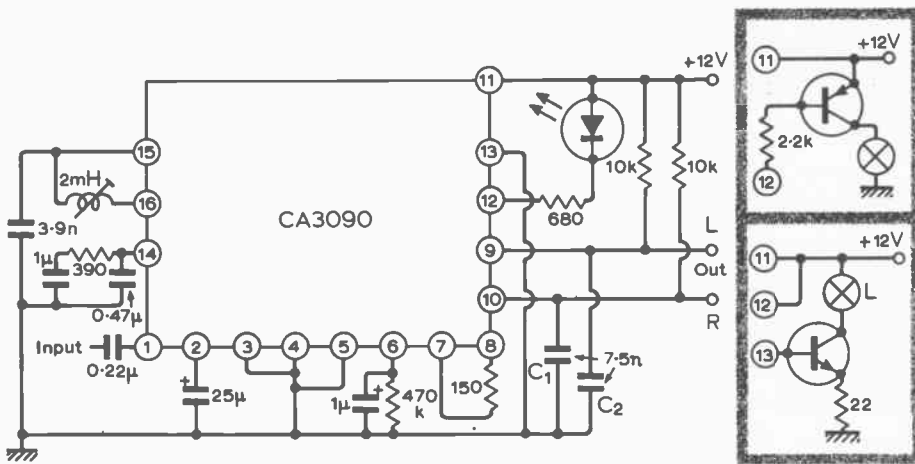 11
+12V
11
+12V
13
10k
10k
2.2k
15
2mH
12
12
16
CA3090
680
3.9n
L
1μ
390
14
9
Out
0.47μ
10
R
Input
0.22μ
1
2
3
4
5
6
7
8
C1
7.5n
C2
+
25μ
1μ
+
470
k
150
11
+12V
12
L
13
22